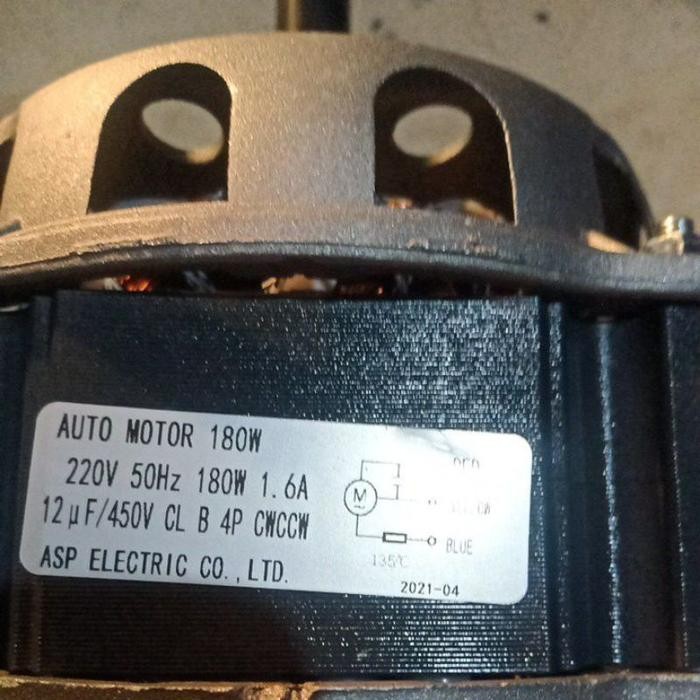 AUTO MOTOR 180W
220V 50Hz 180W 1.6A
12μF/450V CL B 4P CWCCW
ASP ELECTRIC CO.,LTD.
M
BLUE
135℃
2021-04